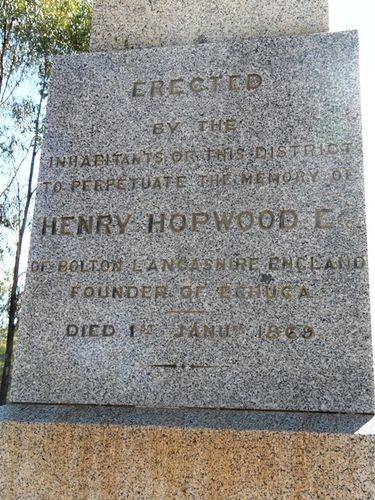 ERECTED
BY THE
INHABITANTS OF THIS DISTRICT
TO PERPETUATE THE MEMORY OF
HENRY HOPWOOD
OF BOLTON LANCASHIRE ENGLAND
FOUNDER OF ECHUCA
DIED 1ST JANUY 1869